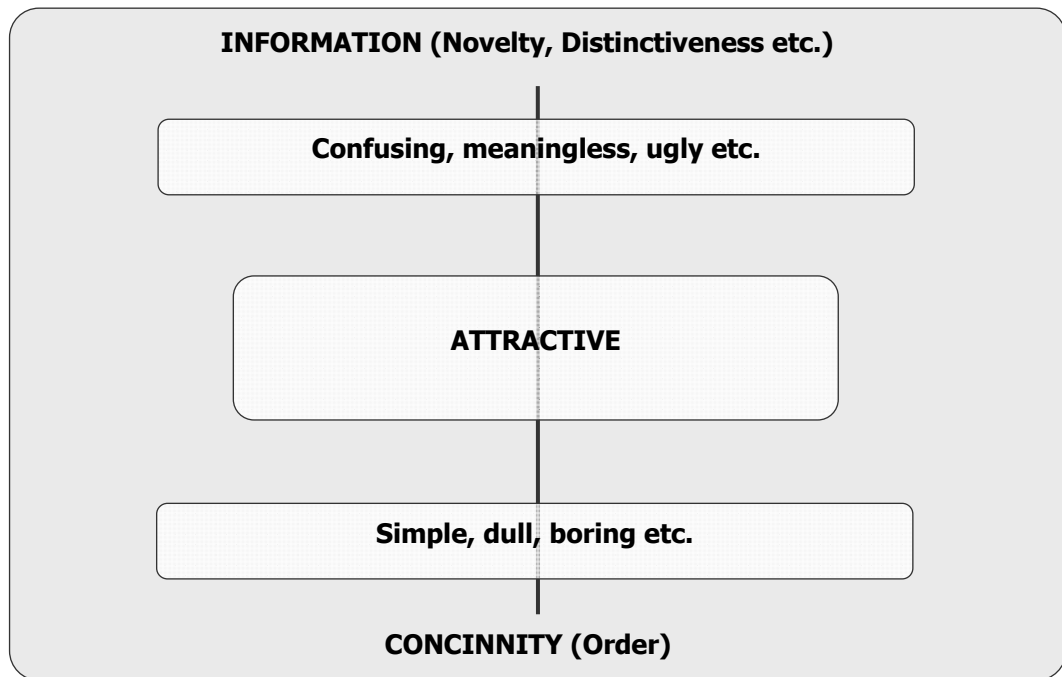 INFORMATION (Novelty, Distinctiveness etc.)
Confusing, meaningless, ugly etc.
ATTRACTIVE
Simple, dull, boring etc.
CONCINNITY (Order)